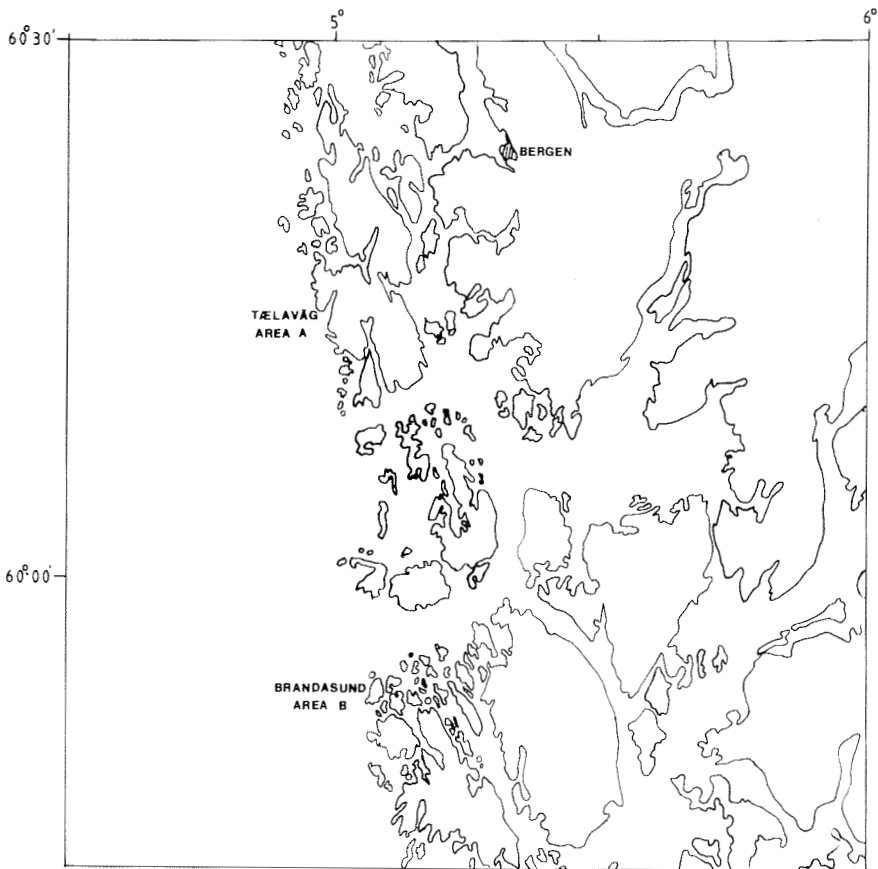 5°
6°
60°30'
BERGEN
TÆLAVÅG
AREA A
60°00'
BRANDASUND
AREA B